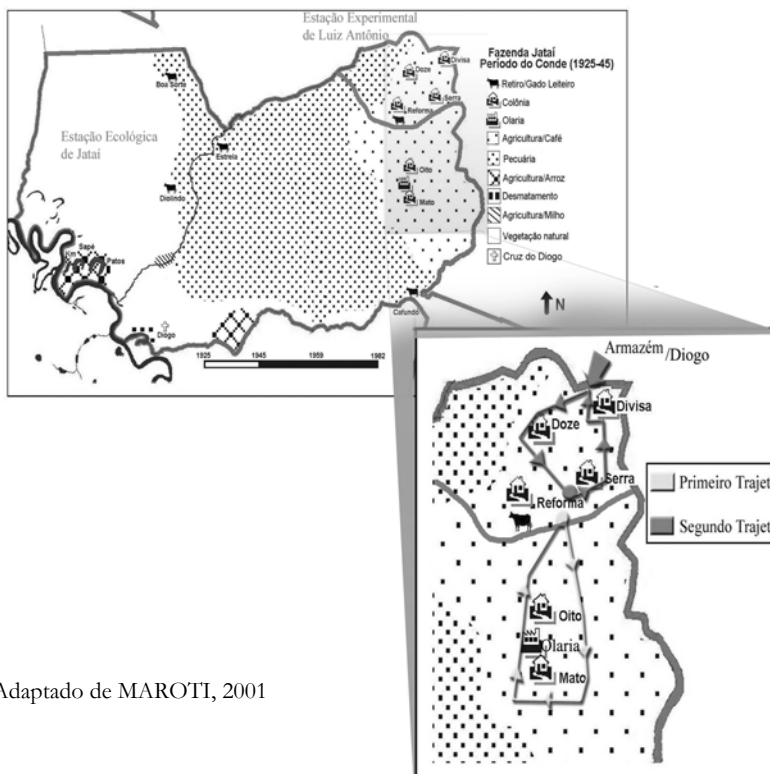 Estação Experimental
de Luiz Antônio
Fazenda Jataí
Período do Conde (1925-45)
Retiro/Gado Leiteiro
Colônia
Olaria
Agricultura/Café
Pecuária
Agricultura/Arroz
Desmatamento
Agricultura/Milho
Vegetação natural
Cruz do Diogo
N
Boa Sorte
Estação Ecológica
de Jataí
Estrela
Diolindo
Doze
Divisa
Reforma
Serra
Oito
Mato
Sapé
Km
Patos
Diogo
Cafundo
1925 1945 1959 1982
Armazém/Diogo
Divisa
Doze
Serra
Reforma
Oito
Olaria
Mato
Primeiro Trajet
Segundo Trajet
Adaptado de MAROTI, 2001